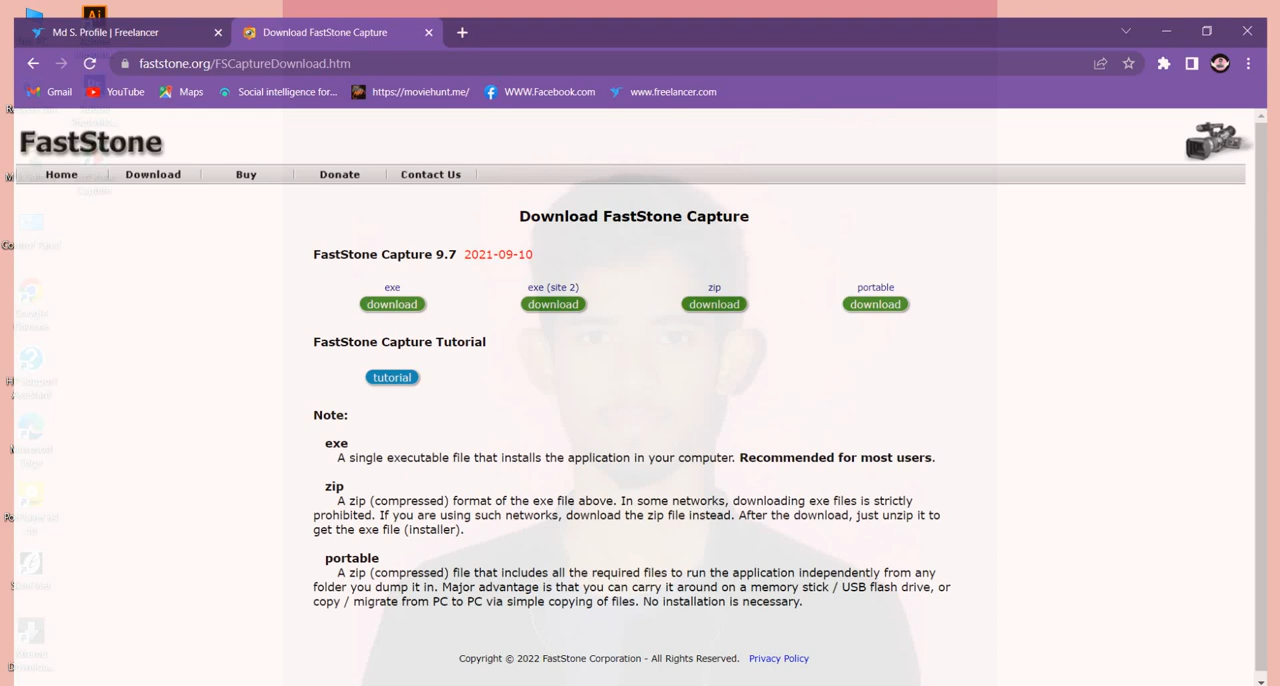 Md S. Profile | Freelancer
Download FastStone Capture
faststone.org/FSCaptureDownload.htm
Gmail YouTube Maps Social intelligence for... https://moviehunt.me/ WWW.Facebook.com www.freelancer.com
FastStone
Home Download Buy Donate Contact Us
Download FastStone Capture
FastStone Capture 9.7 2021-09-10
exe exe (site 2) zip portable
download download download download
FastStone Capture Tutorial
tutorial
Note:
exe
A single executable file that installs the application in your computer. Recommended for most users.
zip
A zip (compressed) format of the exe file above. In some networks, downloading exe files is strictly
prohibited. If you are using such networks, download the zip file instead. After the download, just unzip it to
get the exe file (installer).
portable
A zip (compressed) file that includes all the required files to run the application independently from any
folder you dump it in. Major advantage is that you can carry it around on a memory stick / USB flash drive, or
copy / migrate from PC to PC via simple copying of files. No installation is necessary.
Copyright © 2022 FastStone Corporation - All Rights Reserved. Privacy Policy